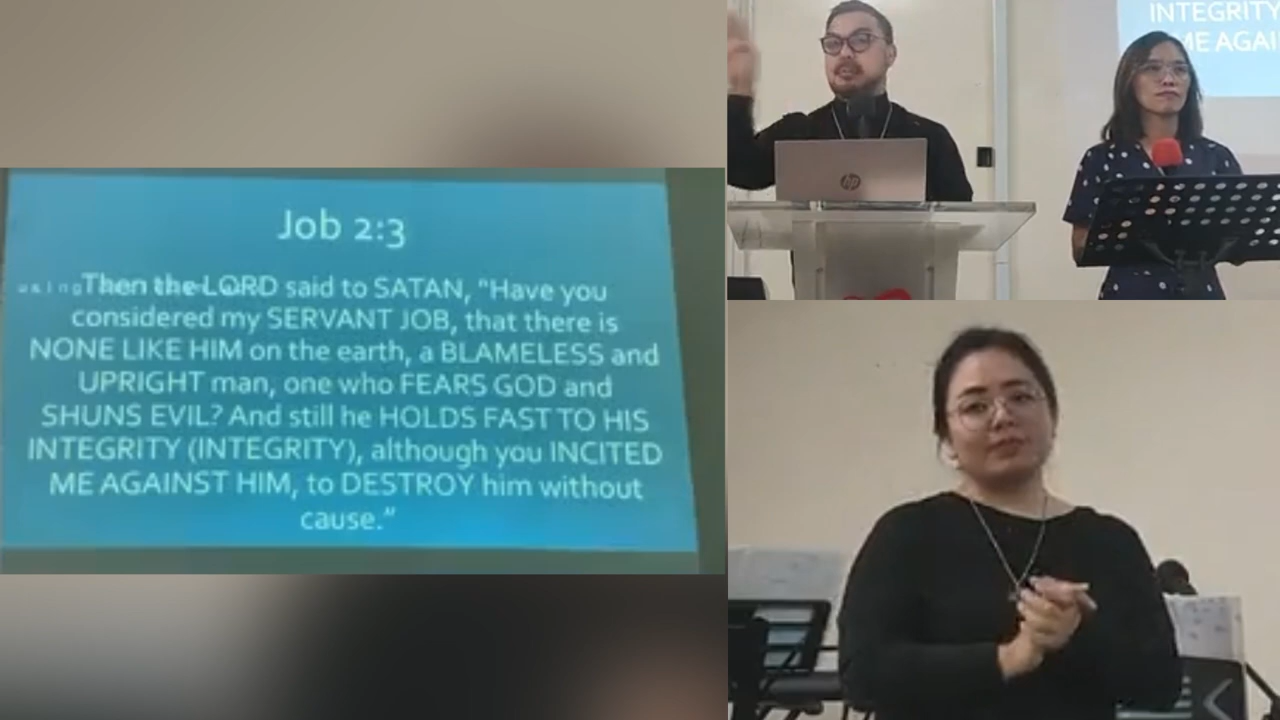 Job 2:3
Then the LORD said to SATAN, “Have you
considered my SERVANT JOB, that there is
NONE LIKE HIM on the earth, a BLAMELESS and
UPRIGHT man, one who FEARS GOD and
SHUNS EVIL? And still he HOLDS FAST TO HIS
INTEGRITY (INTEGRITY), although you INCITED
ME AGAINST HIM, to DESTROY him without
cause.”
using
INTEGRITY
ME AGAI
hp